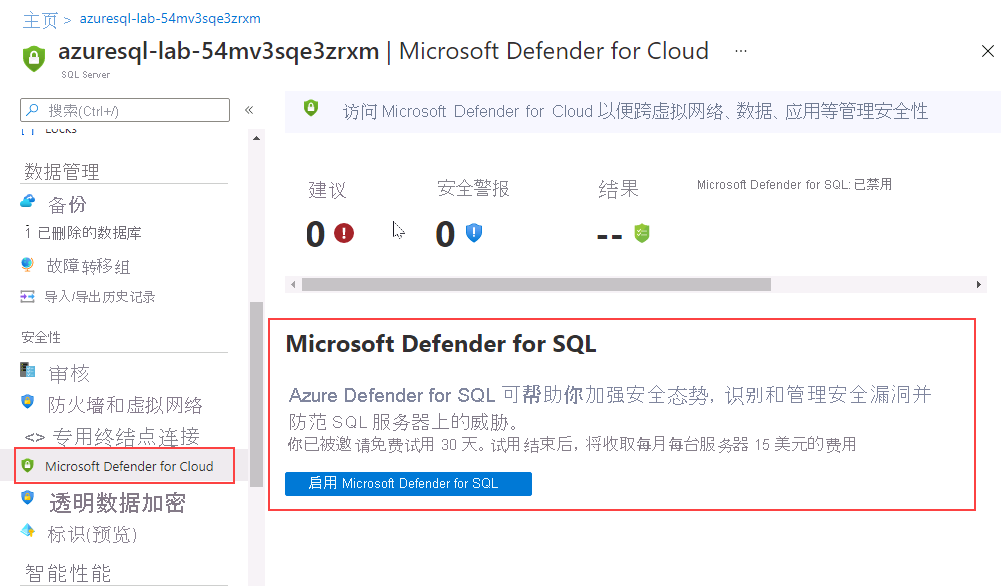 主页 > azuresql-lab-54mv3sqe3zrxm
azuresql-lab-54mv3sqe3zrxm | Microsoft Defender for Cloud ...
SQL Server
搜索(Ctrl+/)
«
Locks
数据管理
备份
已删除的数据库
故障转移组
导入/导出历史记录
安全性
审核
防火墙和虚拟网络
专用终结点连接
Microsoft Defender for Cloud
透明数据加密
标识(预览)
智能性能
访问 Microsoft Defender for Cloud 以便跨虚拟网络、数据、应用等管理安全性
建议
0
安全警报
0
结果
--
Microsoft Defender for SQL: 已禁用
Microsoft Defender for SQL
Azure Defender for SQL 可帮助你加强安全态势, 识别和管理安全漏洞并
防范 SQL 服务器上的威胁。
你已被邀请免费试用 30 天。试用结束后, 将收取每月每台服务器 15 美元的费用
启用 Microsoft Defender for SQL